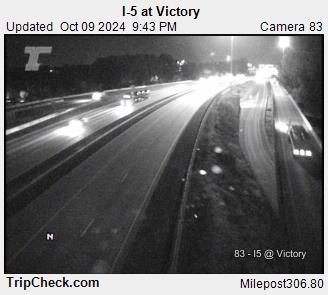 I-5 at Victory
Updated Oct 09 2024 9:43 PM Camera 83
T
N
83 - I5 @ Victory
TripCheck.com Milepost306.80